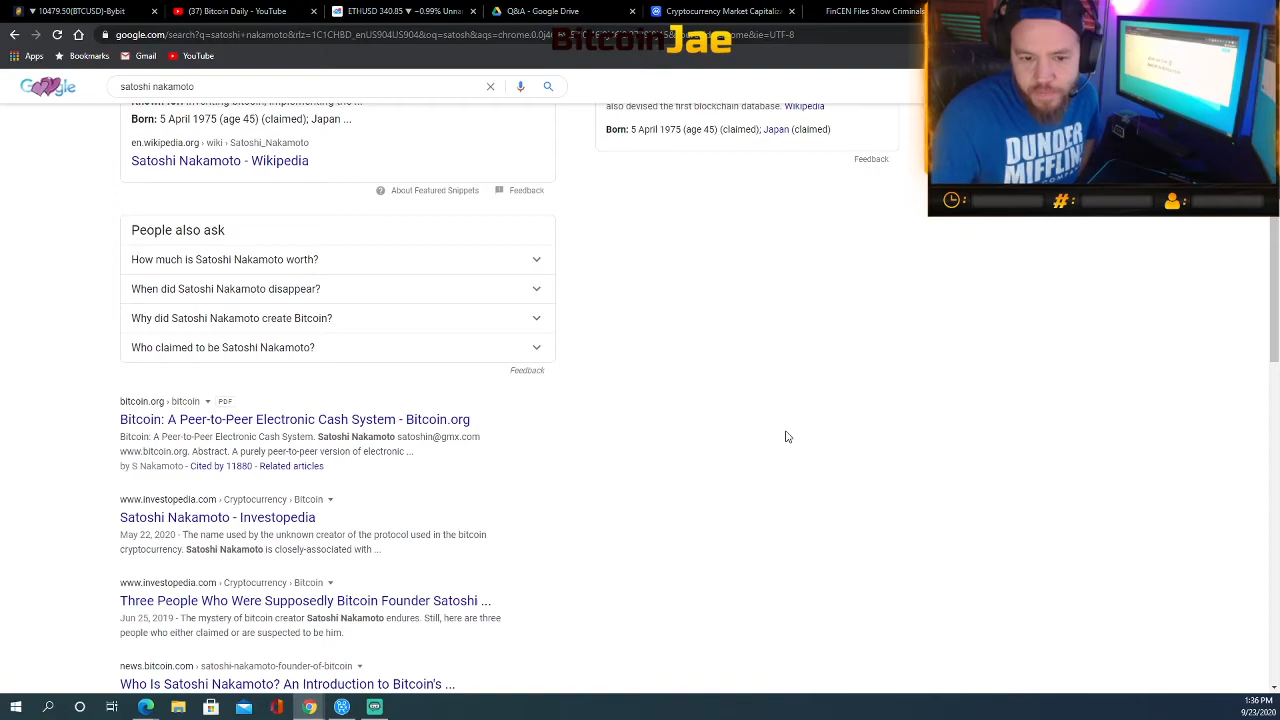 ▼ 10479.50(BTCUSD)-8ybit
(37) Bitcoin Daily - YouTube
ETHUSD 340.85 ▼ −0.99% Unna
Q&A - Google Drive
Cryptocurrency Market Capitaliz
FinCEN Files Show Criminals
BitcoinJae
Apps
Bookmarks
Gmail
YouTube
Google
satoshi nakamoto
Born: 5 April 1975 (age 45) (claimed); Japan ...
en.wikipedia.org › wiki › Satoshi_Nakamoto
Satoshi Nakamoto - Wikipedia
About Featured Snippets
Feedback
also devised the first blockchain database. Wikipedia
Born: 5 April 1975 (age 45) (claimed); Japan (claimed)
Feedback
DUNDER
MIFFLIN
# :
People also ask
How much is Satoshi Nakamoto worth?
When did Satoshi Nakamoto disappear?
Why did Satoshi Nakamoto create Bitcoin?
Who claimed to be Satoshi Nakamoto?
Feedback
bitcoin.org › bitcoin ▼ PDF
Bitcoin: A Peer-to-Peer Electronic Cash System - Bitcoin.org
Bitcoin: A Peer-to-Peer Electronic Cash System. Satoshi Nakamoto satoshin@gmx.com
www.bitcoin.org. Abstract. A purely peer-to-peer version of electronic ...
by S Nakamoto - Cited by 11880 - Related articles
www.investopedia.com › Cryptocurrency › Bitcoin ▼
Satoshi Nakamoto - Investopedia
May 22, 2020 - The name used by the unknown creator of the protocol used in the bitcoin
cryptocurrency. Satoshi Nakamoto is closely-associated with ...
www.investopedia.com › Cryptocurrency › Bitcoin ▼
Three People Who Were Supposedly Bitcoin Founder Satoshi ...
Jun 25, 2019 - The mystery of bitcoin creator Satoshi Nakamoto endures. Still, here are three
people who either claimed or are suspected to be him.
news.bitcoin.com › satoshi-nakamoto-founder-of-bitcoin ▼
Who Is Satoshi Nakamoto? An Introduction to Bitcoin's ...
1:36 PM
9/23/2020